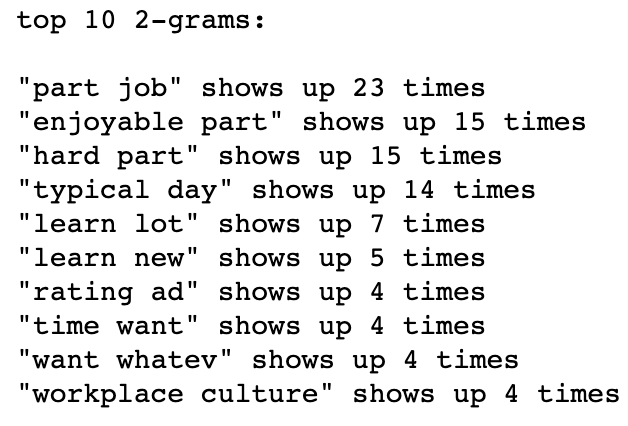 top 10 2-grams:
"part job" shows up 23 times
"enjoyable part" shows up 15 times
"hard part" shows up 15 times
"typical day" shows up 14 times
"learn lot" shows up 7 times
"learn new" shows up 5 times
"rating ad" shows up 4 times
"time want" shows up 4 times
"want whatev" shows up 4 times
"workplace culture" shows up 4 times